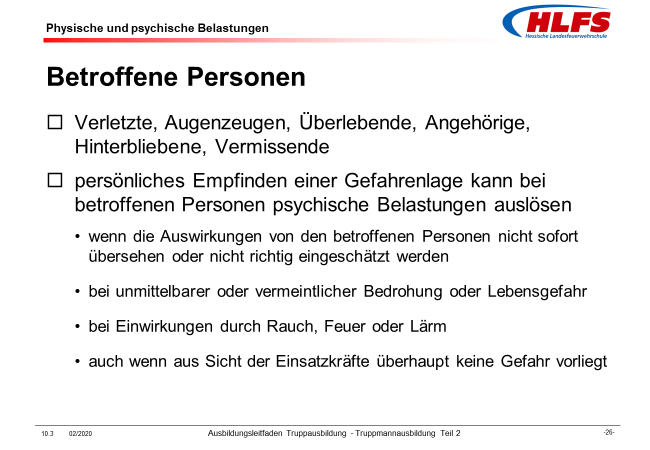 Physische und psychische Belastungen
HLFS
Hessische Landesfeuerwehrschule
Betroffene Personen
□ Verletzte, Augenzeugen, Überlebende, Angehörige,
Hinterbliebene, Vermissende
□ persönliches Empfinden einer Gefahrenlage kann bei
betroffenen Personen psychische Belastungen auslösen
• wenn die Auswirkungen von den betroffenen Personen nicht sofort
übersehen oder nicht richtig eingeschätzt werden
• bei unmittelbarer oder vermeintlicher Bedrohung oder Lebensgefahr
• bei Einwirkungen durch Rauch, Feuer oder Lärm
• auch wenn aus Sicht der Einsatzkräfte überhaupt keine Gefahr vorliegt
10.3 02/2020 Ausbildungsleitfaden Truppausbildung - Truppmannausbildung Teil 2 -26-